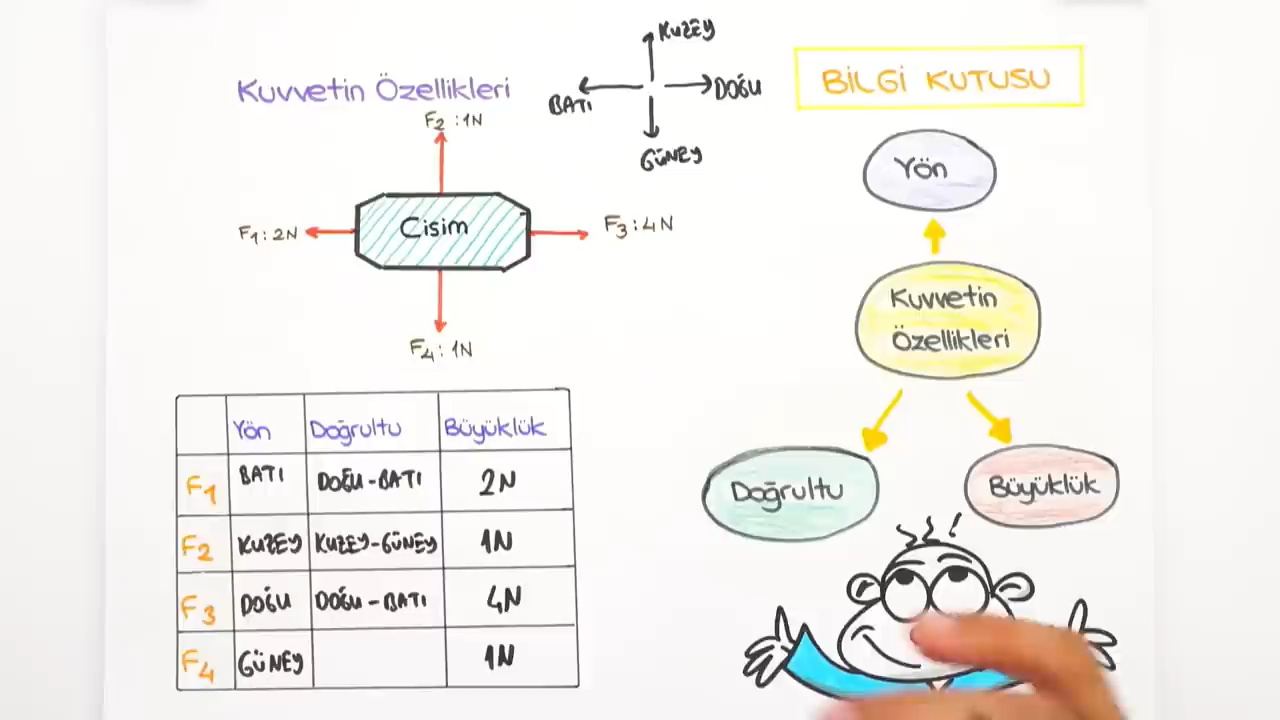 Kuvvetin Özellikleri
KUZEY
BATI
DOĞU
GÜNEY
BİLGİ KUTUSU
F2 : 1N
F1 : 2N
Cisim
F3 : 4N
F4 : 1N
Yön
Kuvvetin
Özellikleri
Doğrultu
Büyüklük
Yön Doğrultu Büyüklük
F1 BATI DOĞU-BATI 2N
F2 KUZEY KUZEY-GÜNEY 1N
F3 DOĞU DOĞU-BATI 4N
F4 GÜNEY 1N